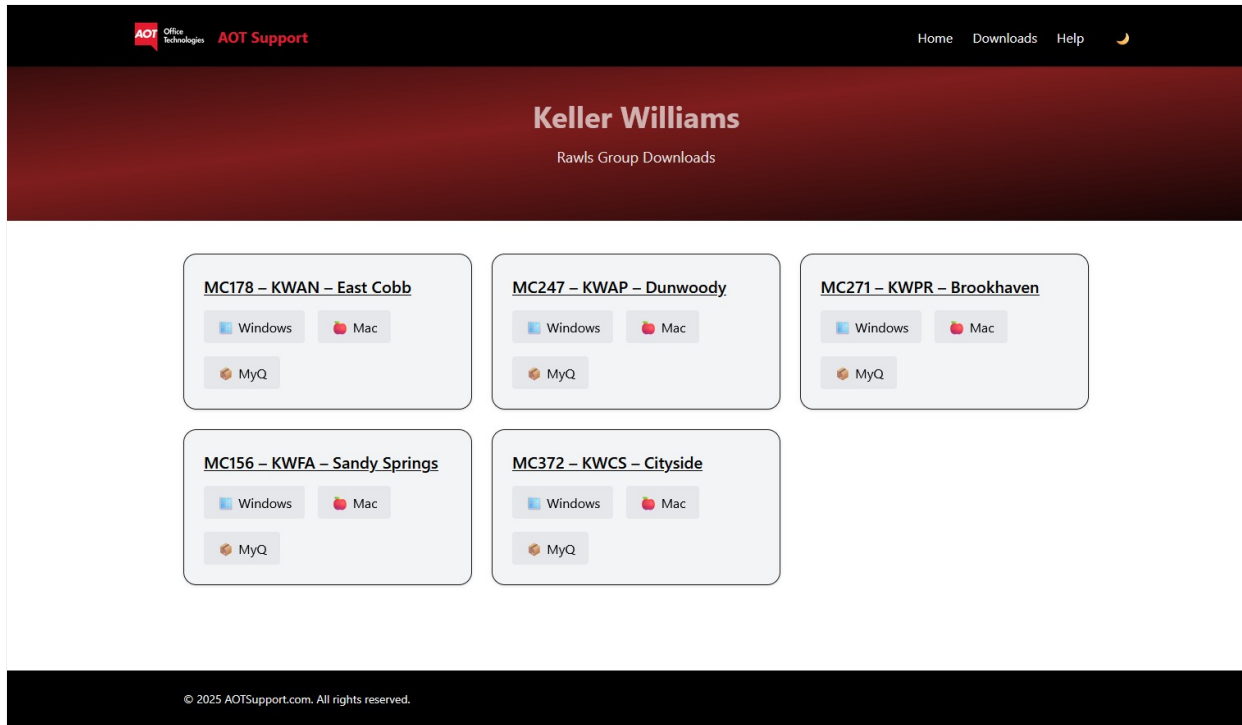 AOT Office
Technologies
AOT Support
Home Downloads Help
Keller Williams
Rawls Group Downloads
MC178 – KWAN – East Cobb
Windows Mac
MyQ
MC247 – KWAP – Dunwoody
Windows Mac
MyQ
MC271 – KWPR – Brookhaven
Windows Mac
MyQ
MC156 – KWFA – Sandy Springs
Windows Mac
MyQ
MC372 – KWCS – Cityside
Windows Mac
MyQ
© 2025 AOTSupport.com. All rights reserved.